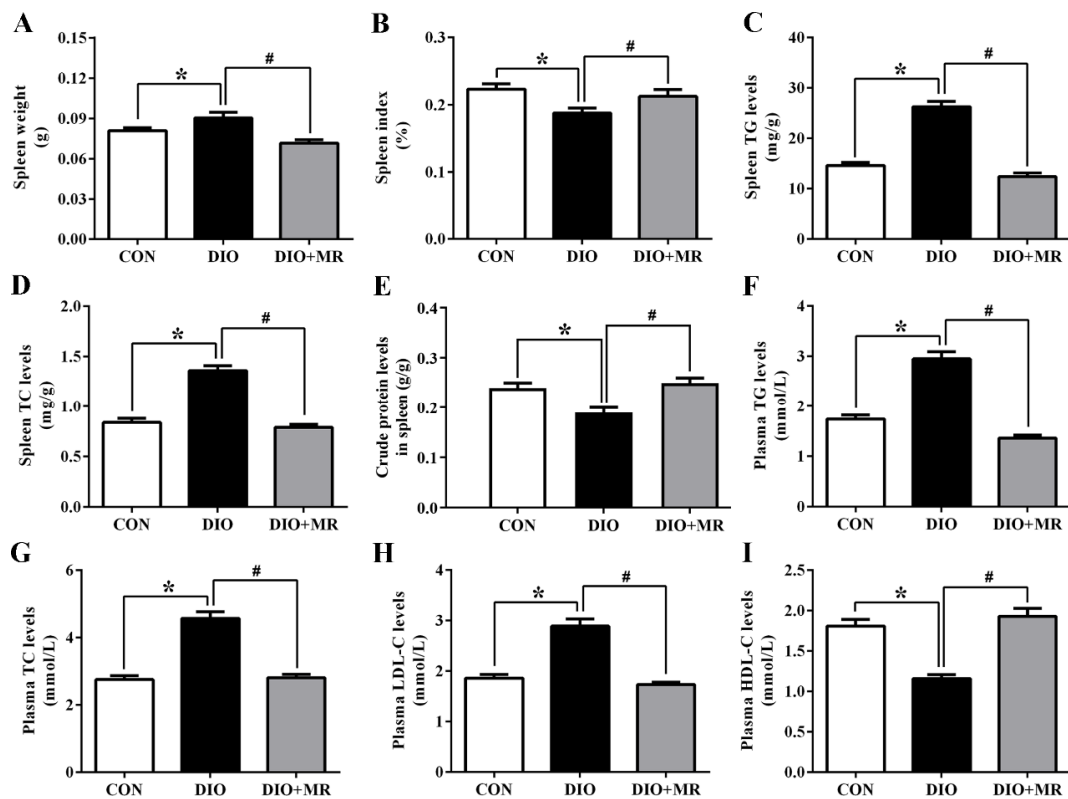 A
Spleen weight
(g)
0.15
0.12
0.09
0.06
0.03
0.00
*
#
CON
DIO
DIO+MR
B
Spleen index
(%)
0.3
0.2
0.1
0.0
*
#
CON
DIO
DIO+MR
C
Spleen TG levels
(mg/g)
40
30
20
10
0
*
#
CON
DIO
DIO+MR
D
Spleen TC levels
(mg/g)
2.0
1.5
1.0
0.5
0.0
*
#
CON
DIO
DIO+MR
E
Crude protein levels
in spleen (g/g)
0.4
0.3
0.2
0.1
0.0
*
#
CON
DIO
DIO+MR
F
Plasma TG levels
(mmol/L)
4
3
2
1
0
*
#
CON
DIO
DIO+MR
G
Plasma TC levels
(mmol/L)
6
4
2
0
*
#
CON
DIO
DIO+MR
H
Plasma LDL-C levels
(mmol/L)
4
3
2
1
0
*
#
CON
DIO
DIO+MR
I
Plasma HDL-C levels
(mmol/L)
2.5
2.0
1.5
1.0
0.5
0.0
*
#
CON
DIO
DIO+MR